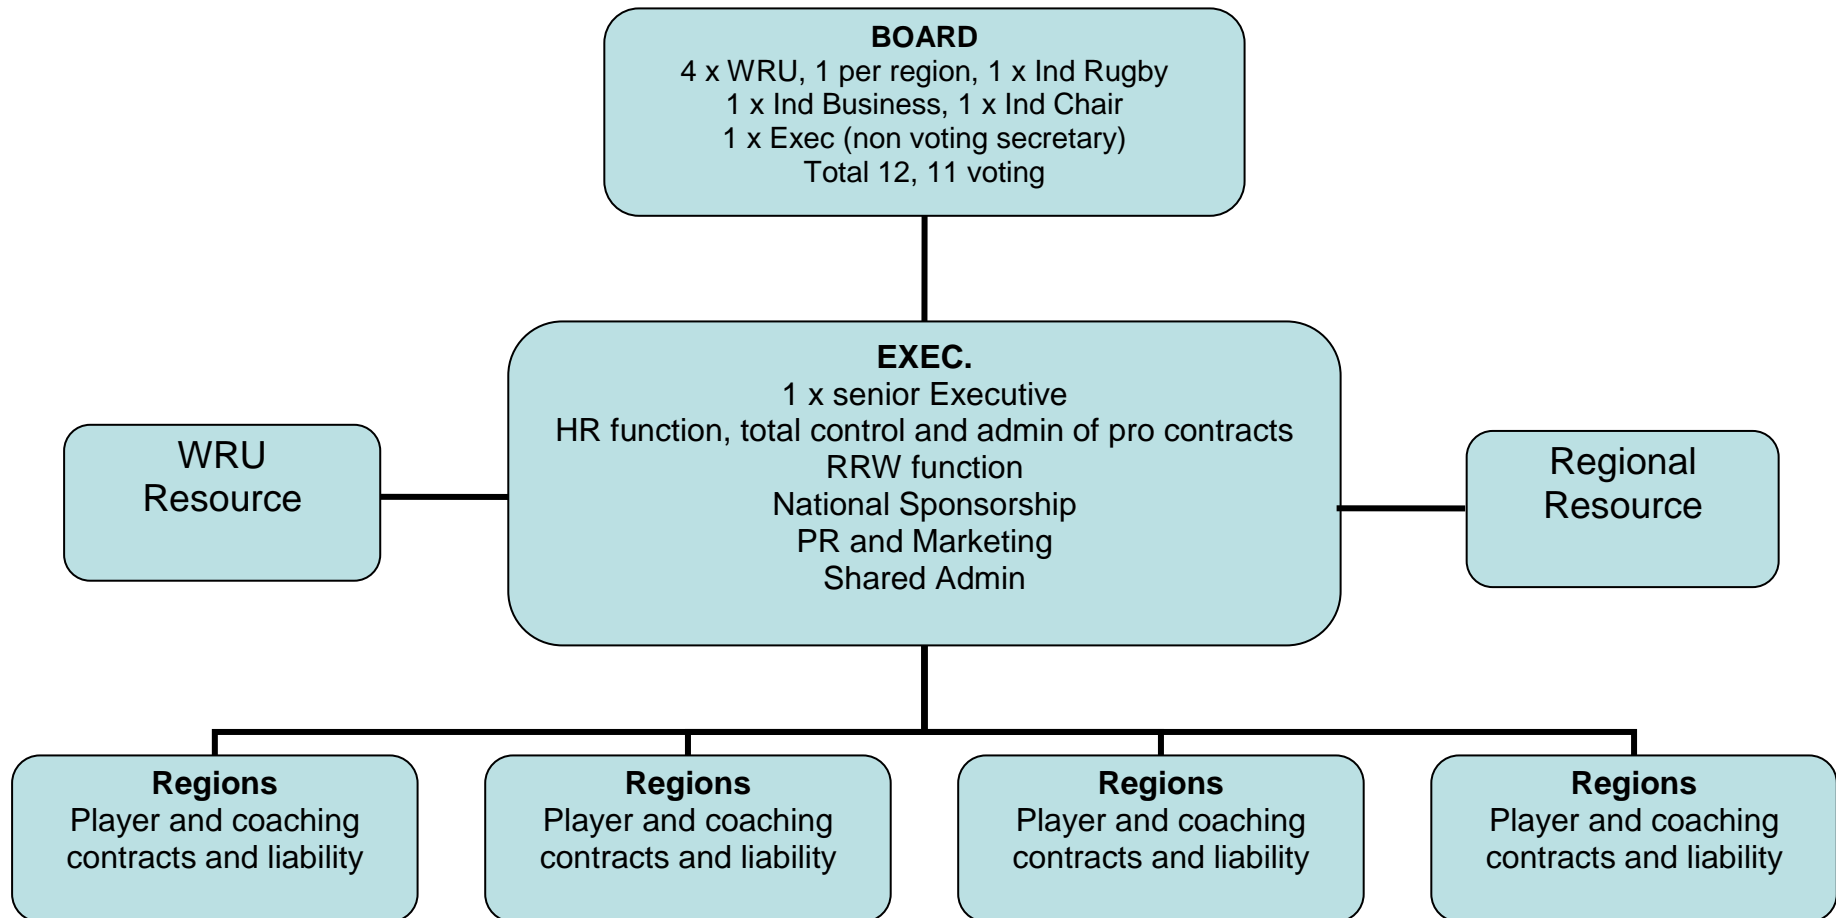 BOARD
4 x WRU, 1 per region, 1 x Ind Rugby
1 x Ind Business, 1 x Ind Chair
1 x Exec (non voting secretary)
Total 12, 11 voting
EXEC.
1 x senior Executive
HR function, total control and admin of pro contracts
RRW function
National Sponsorship
PR and Marketing
Shared Admin
WRU
Resource
Regional
Resource
Regions
Player and coaching
contracts and liability
Regions
Player and coaching
contracts and liability
Regions
Player and coaching
contracts and liability
Regions
Player and coaching
contracts and liability